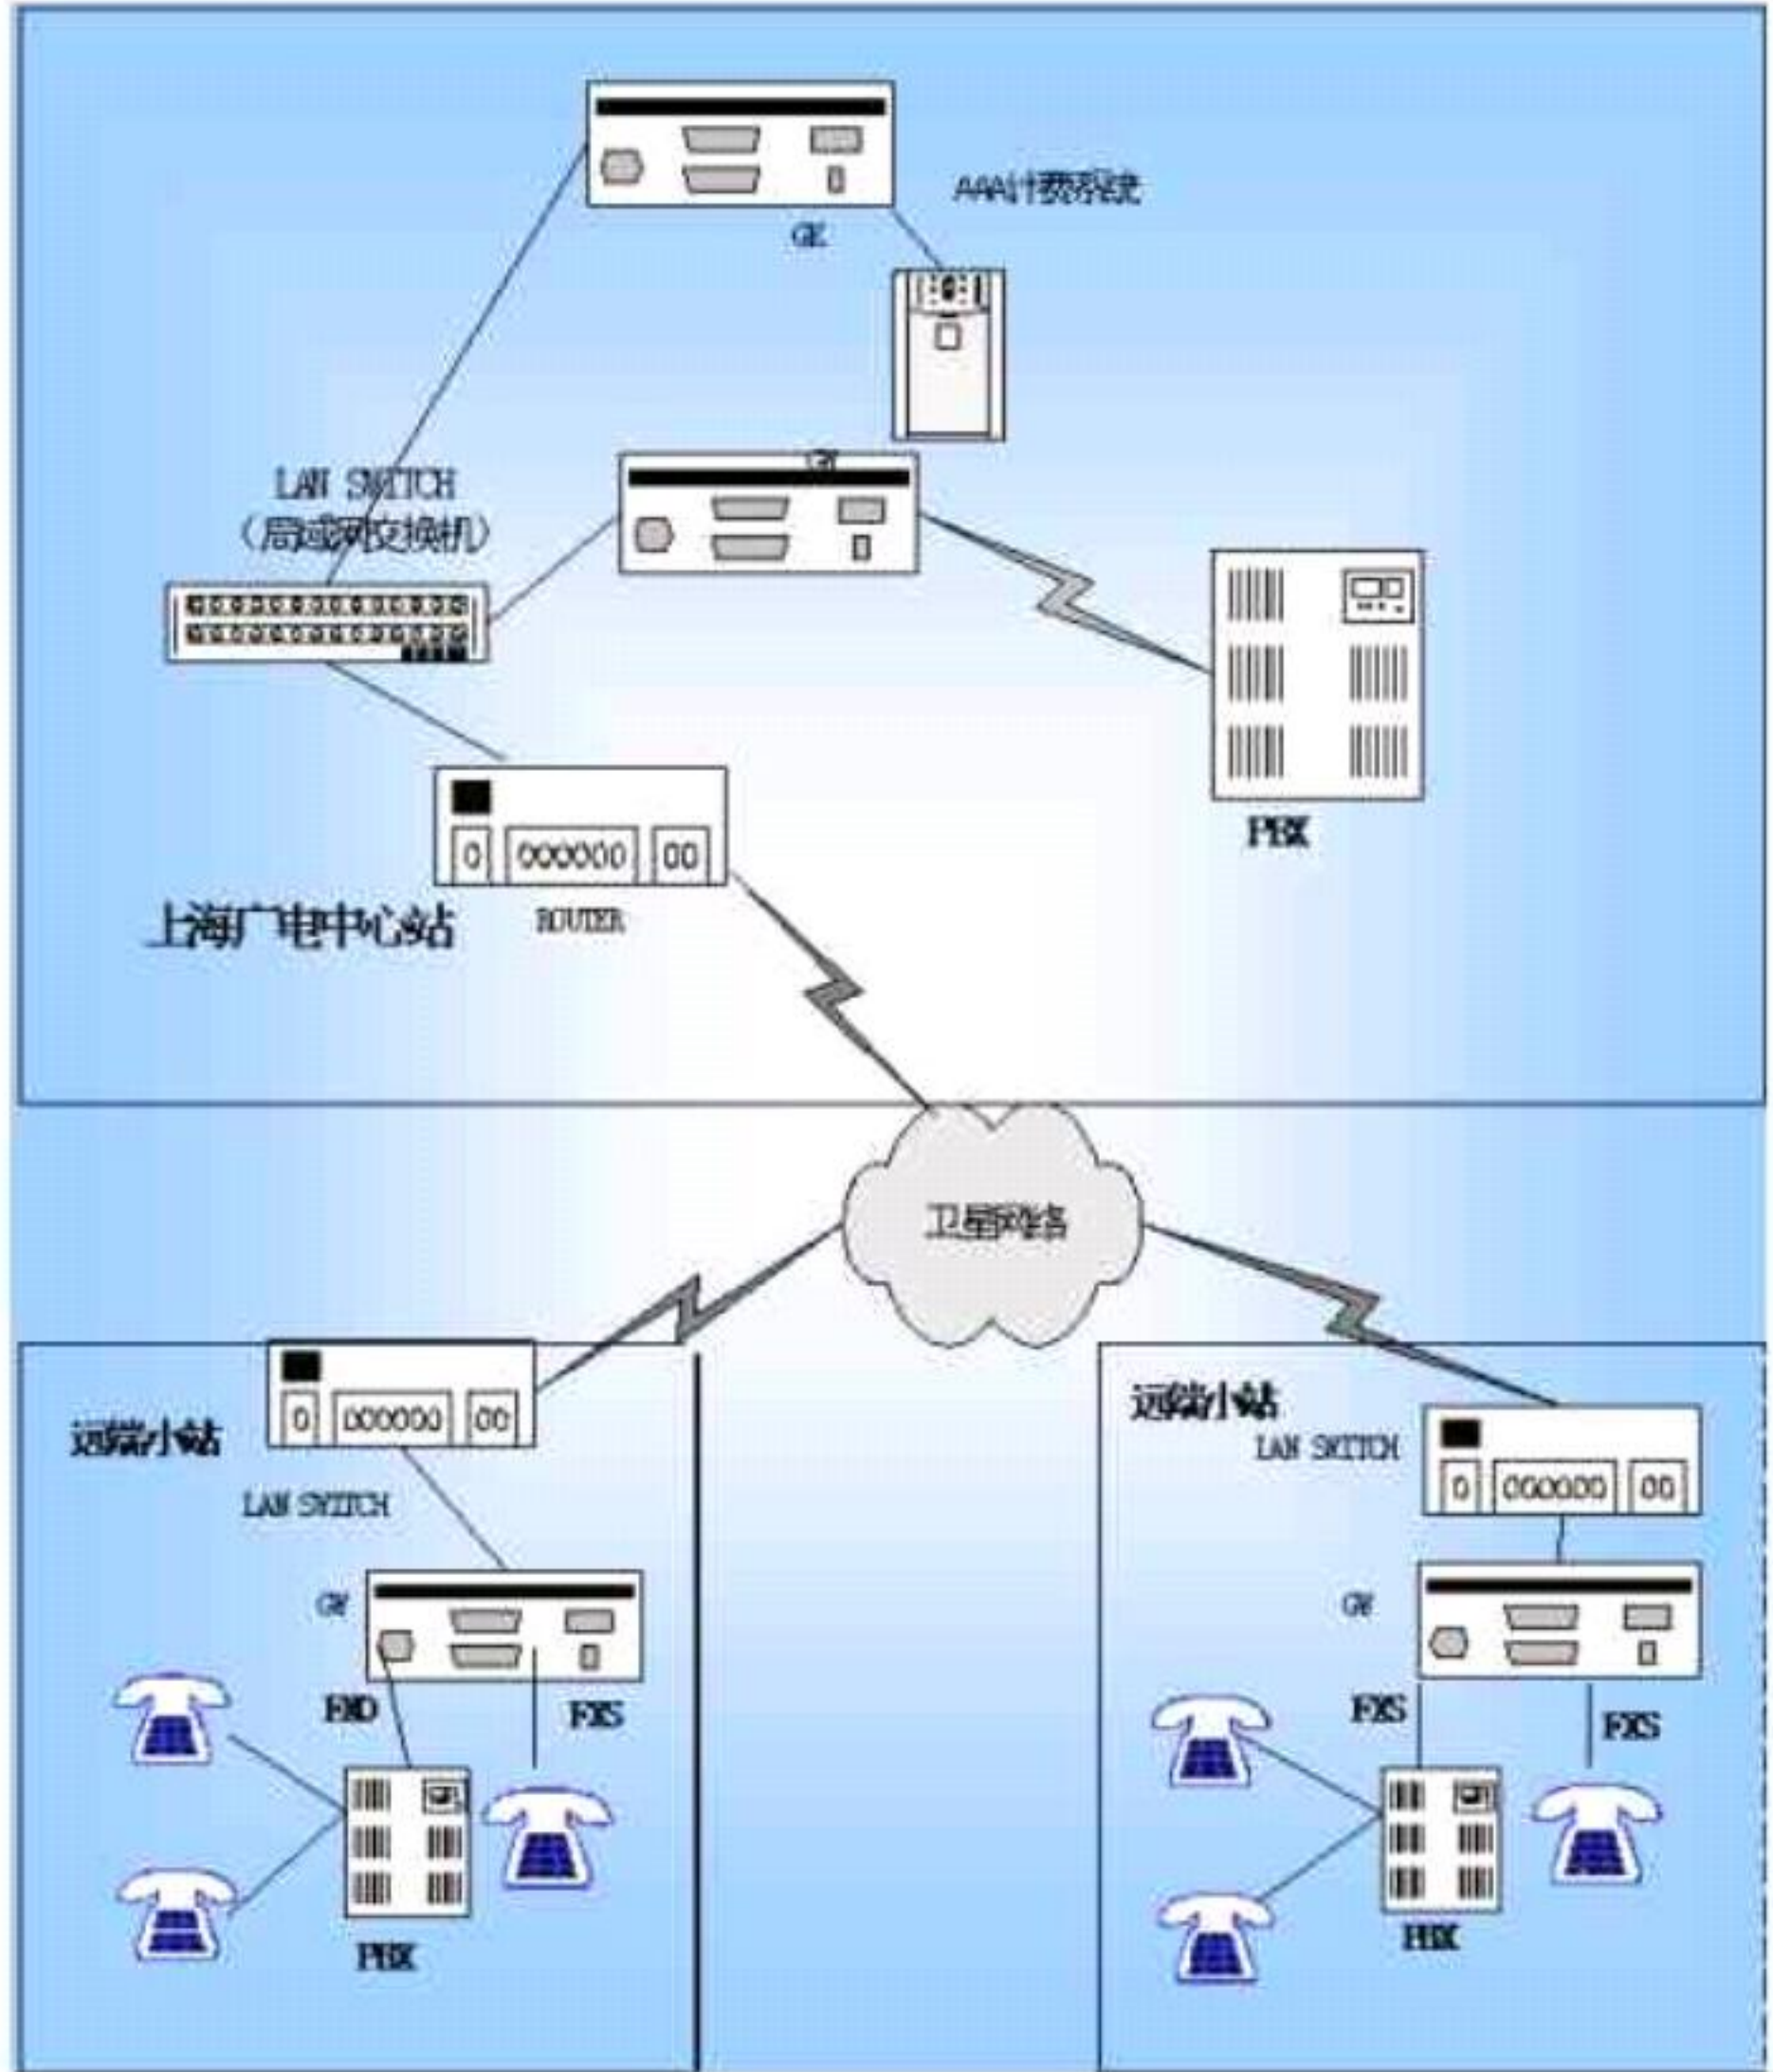 AAA计费系统
GK
LAN SWITCH
（局域网交换机）
GW
PBX
上海广电中心站
ROUTER
卫星网络
远端小站
LAN SWITCH
GW
FXO
FXS
PBX
远端小站
LAN SWITCH
GW
FXS
FXS
PBX